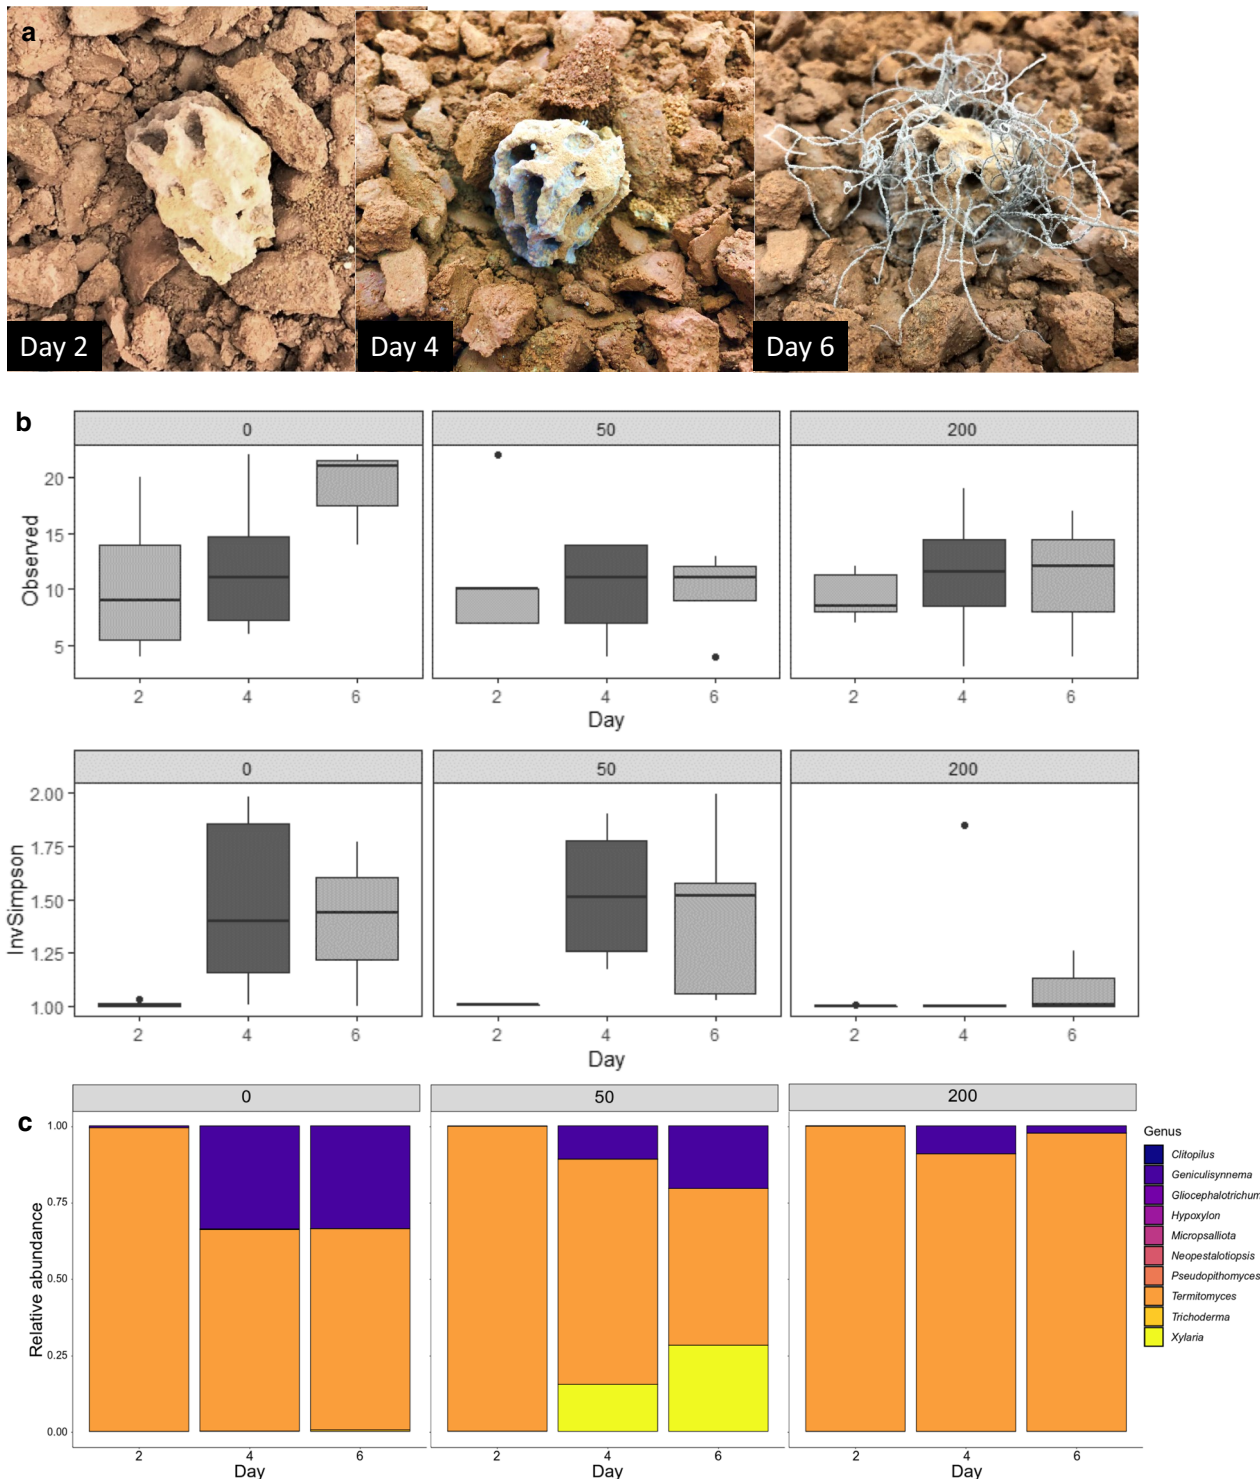 a
Day 2
Day 4
Day 6
b
0
50
200
Observed
20
15
10
5
2
4
6
2
4
6
2
4
6
Day
0
50
200
InvSimpson
2.00
1.75
1.50
1.25
1.00
2
4
6
2
4
6
2
4
6
Day
c
0
50
200
Relative abundance
1.00
0.75
0.50
0.25
0.00
2
4
6
2
4
6
2
4
6
Day
Day
Day
Genus
Clitopilus
Geniculisynnema
Gliocephalotrichum
Hypoxylon
Micropsalliota
Neopestalotiopsis
Pseudopithomyces
Termitomyces
Trichoderma
Xylaria